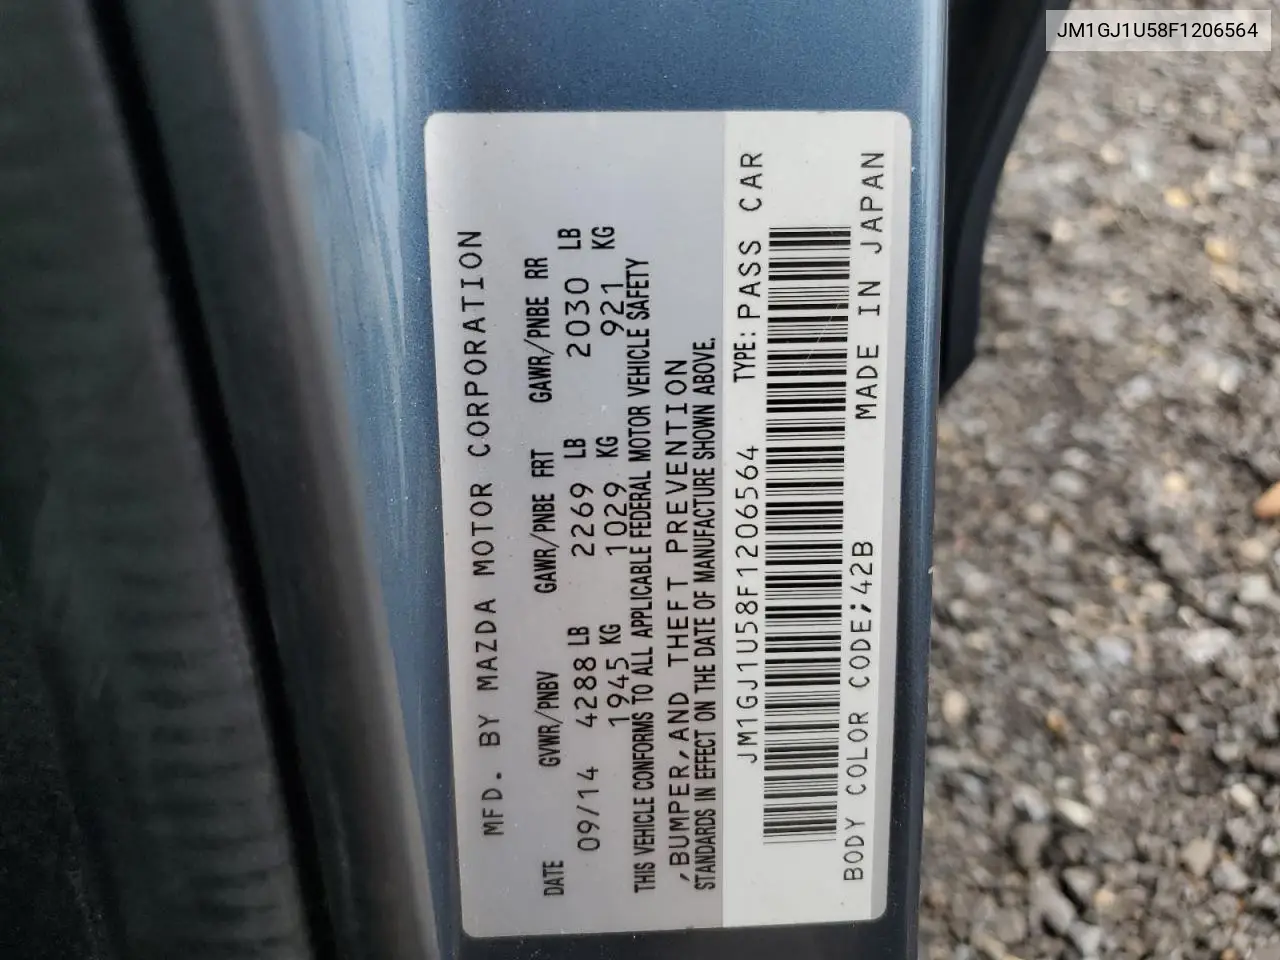 JM1GJ1U58F1206564
MFD. BY MAZDA MOTOR CORPORATION
DATE GVWR/PNBV GAWR/PNBE FRT GAWR/PNBE RR
09/14 4288 LB 2269 LB 2030 LB
1945 KG 1029 KG 921 KG
THIS VEHICLE CONFORMS TO ALL APPLICABLE FEDERAL MOTOR VEHICLE SAFETY
,BUMPER,AND THEFT PREVENTION
STANDARDS IN EFFECT ON THE DATE OF MANUFACTURE SHOWN ABOVE.
JM1GJ1U58F1206564 TYPE: PASS CAR
BODY COLOR CODE;42B MADE IN JAPAN